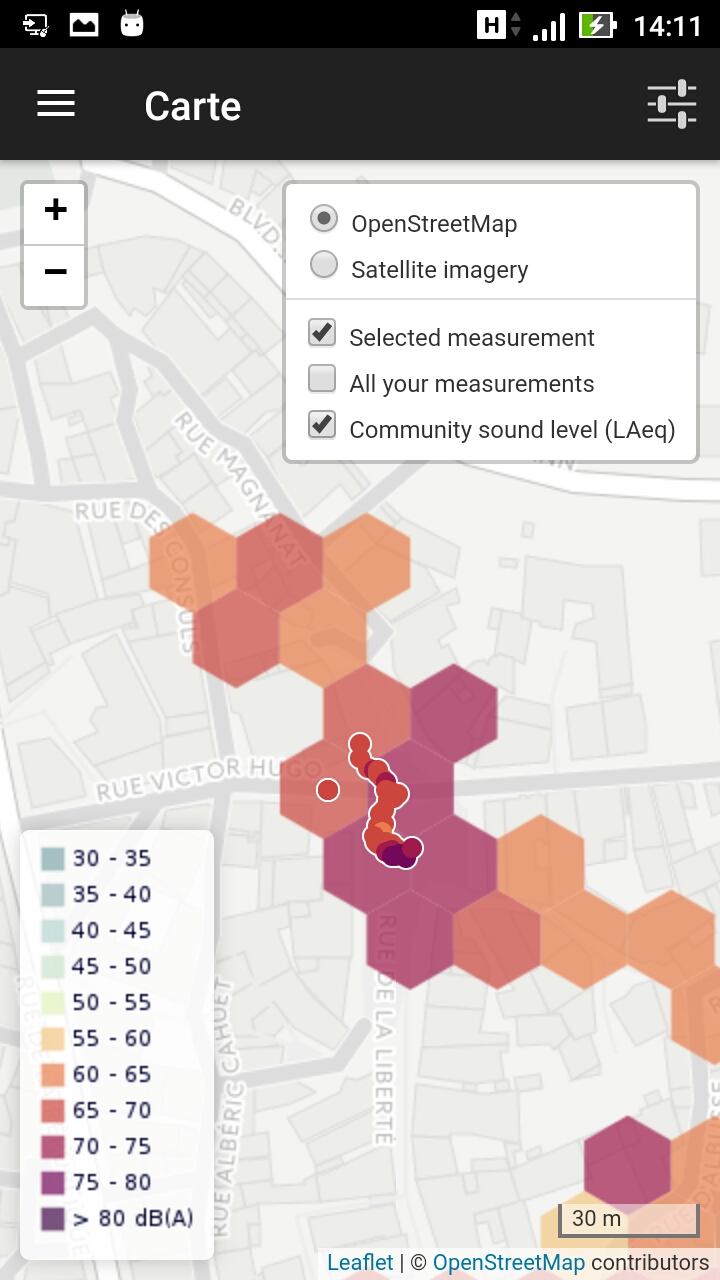 H 14:11
Carte
+
−
OpenStreetMap
Satellite imagery
Selected measurement
All your measurements
Community sound level (LAeq)
BLVD...
RUE MAGNANAT
RUE DES CONSULS
RUE VICTOR HUGO
RUE DE LA LIBERTÉ
RUE ALBÉRIC CAHUET
30 - 35
35 - 40
40 - 45
45 - 50
50 - 55
55 - 60
60 - 65
65 - 70
70 - 75
75 - 80
> 80 dB(A)
30 m
Leaflet | © OpenStreetMap contributors